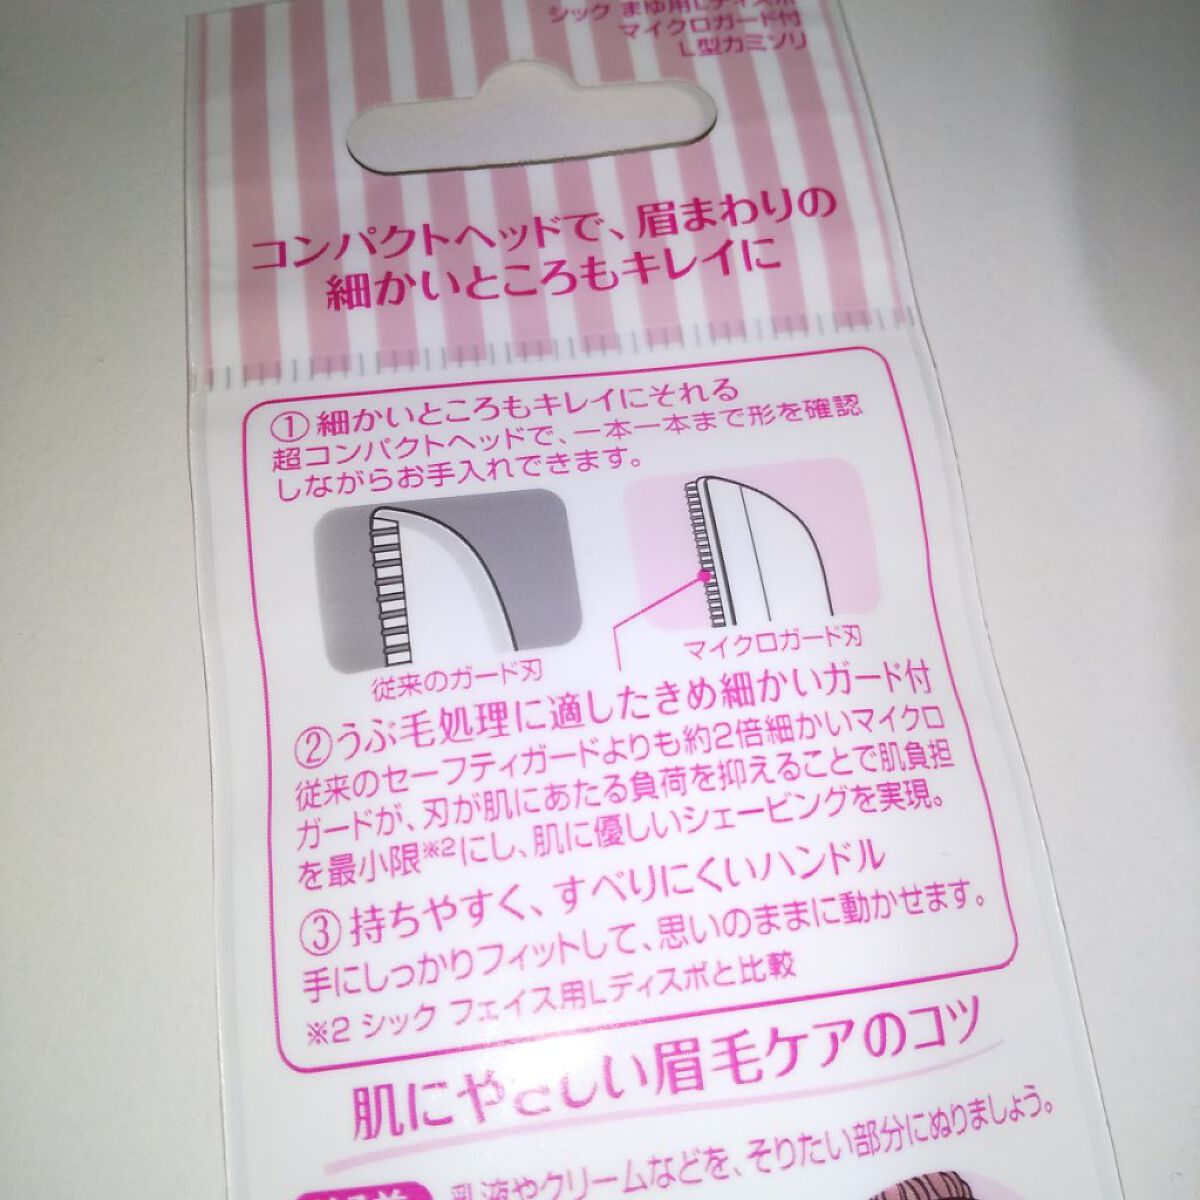 シック まゆ用Lディスポ
マイクロガード付
L型カミソリ
コンパクトヘッドで、眉まわりの
細かいところもキレイに
①細かいところもキレイにそれる
超コンパクトヘッドで、一本一本まで形を確認
しながらお手入れできます。
従来のガード刃
マイクロガード刃
②うぶ毛処理に適したきめ細かいガード付
従来のセーフティガードよりも約2倍細かいマイクロ
ガードが、刃が肌にあたる負荷を抑えることで肌負担
を最小限※2にし、肌に優しいシェービングを実現。
③持ちやすく、すべりにくいハンドル
手にしっかりフィットして、思いのままに動かせます。
※2 シック フェイス用Lディスポと比較
肌にやさしい眉毛ケアのコツ
乳液やクリームなどを、そりたい部分にぬりましょう。